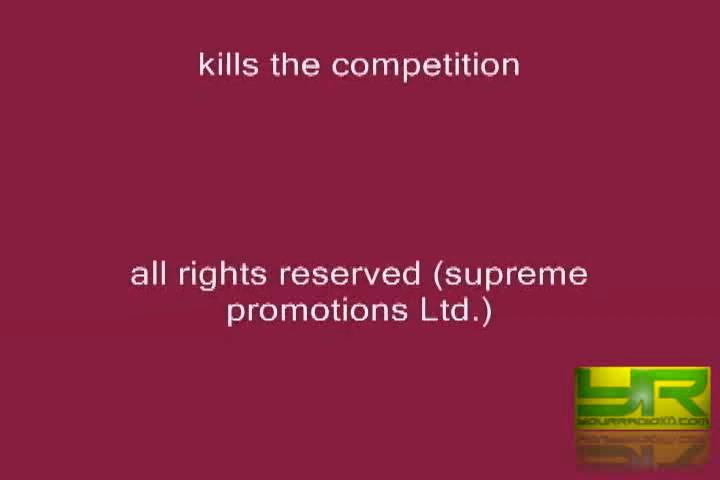 kills the competition
all rights reserved (supreme
promotions Ltd.)
YR